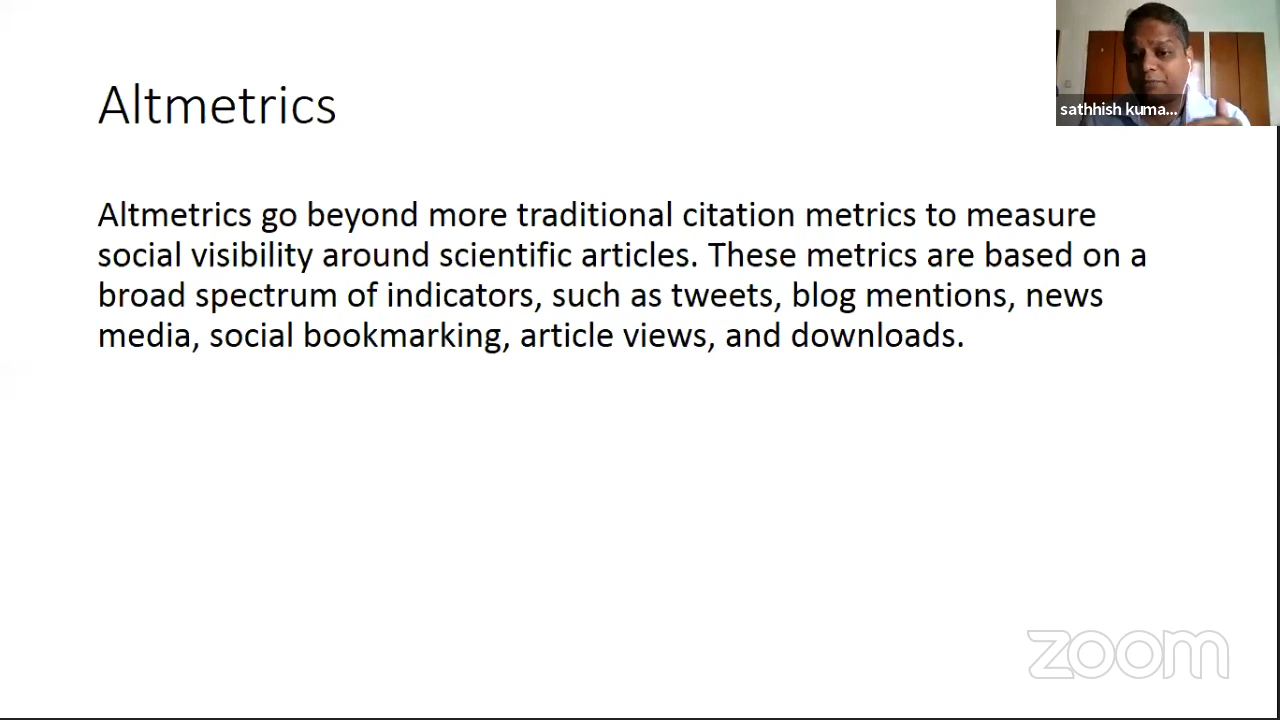 Altmetrics
sathhish kuma...
Altmetrics go beyond more traditional citation metrics to measure
social visibility around scientific articles. These metrics are based on a
broad spectrum of indicators, such as tweets, blog mentions, news
media, social bookmarking, article views, and downloads.
zoom